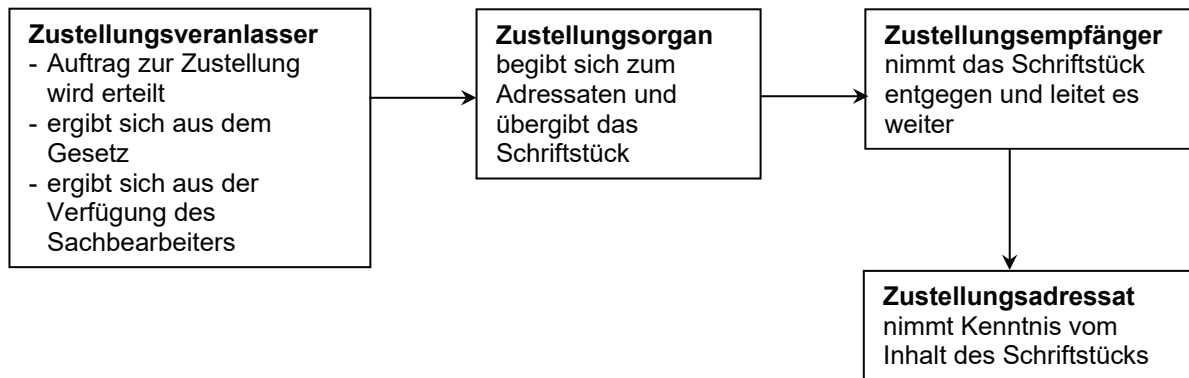 Zustellungsveranlasser
- Auftrag zur Zustellung
wird erteilt
- ergibt sich aus dem
Gesetz
- ergibt sich aus der
Verfügung des
Sachbearbeiters
Zustellungsorgan
begibt sich zum
Adressaten und
übergibt das
Schriftstück
Zustellungsempfänger
nimmt das Schriftstück
entgegen und leitet es
weiter
Zustellungsadressat
nimmt Kenntnis vom
Inhalt des Schriftstücks